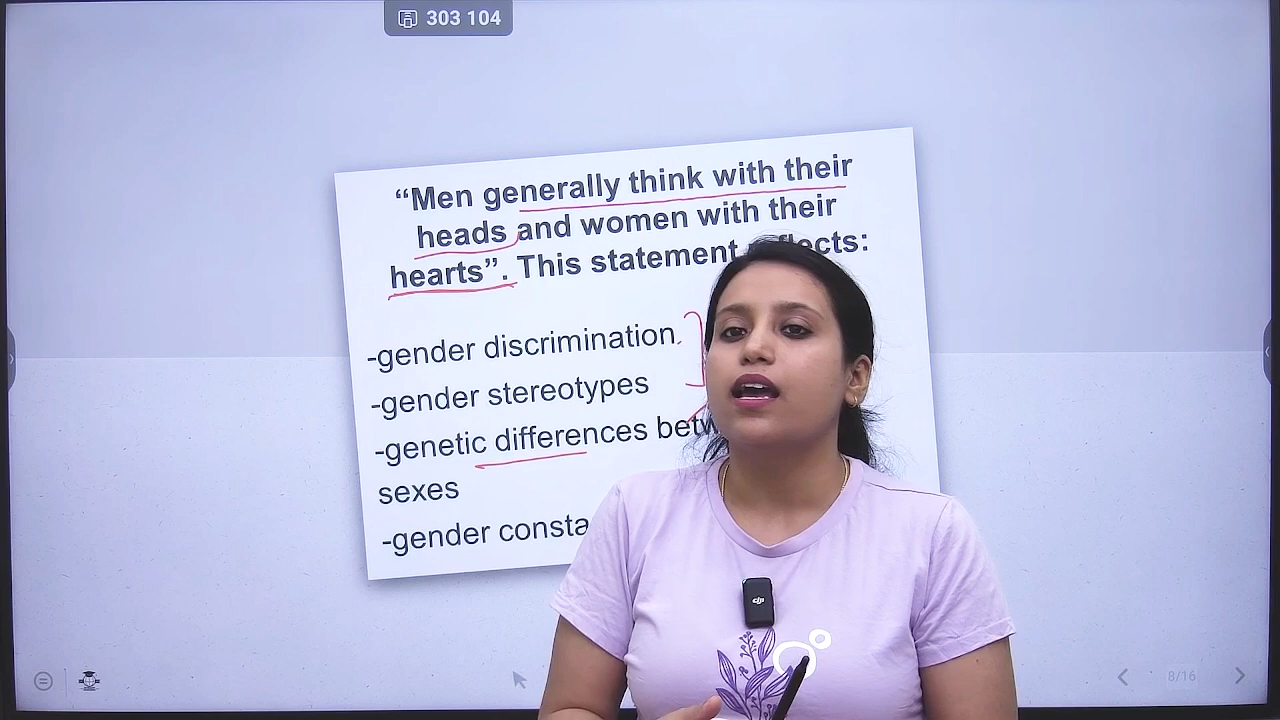 303 104
“Men generally think with their
heads and women with their
hearts”. This statement
-gender discrimination
-gender stereotypes
-genetic differences
sexes
-gender
dji
8/16